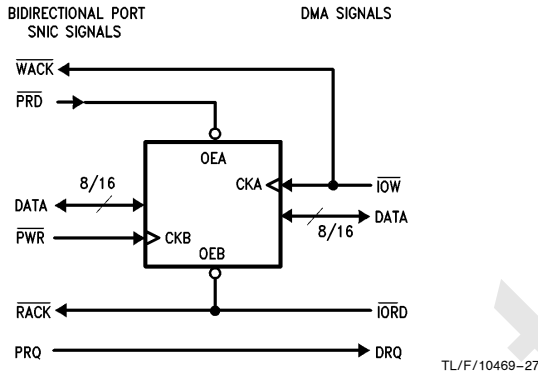 BIDIRECTIONAL PORT
SNIC SIGNALS
DMA SIGNALS
WACK
PRD
OEA
8/16
CKA
IOW
DATA
DATA
8/16
PWR
CKB
OEB
RACK
IORD
PRQ
DRQ
TL/F/10469–27